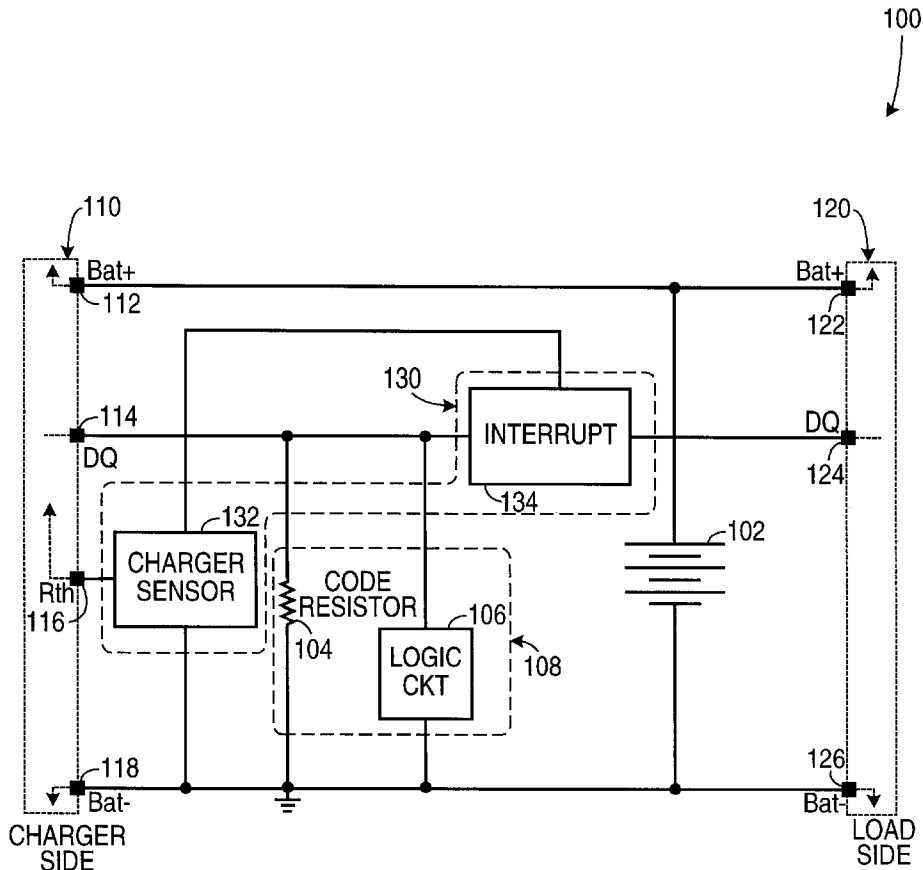 100
110
120
Bat+
112
Bat+
122
130
114
DQ
INTERRUPT
134
DQ
124
132
CHARGER
SENSOR
Rth
116
CODE
RESISTOR
104
106
LOGIC
CKT
108
102
118
Bat-
126
Bat-
CHARGER
SIDE
LOAD
SIDE